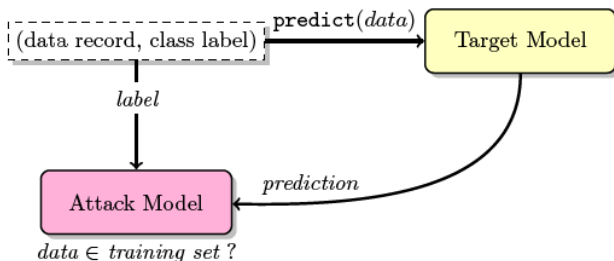 (data record, class label)
predict(data)
Target Model
label
prediction
Attack Model
data ∈ training set ?